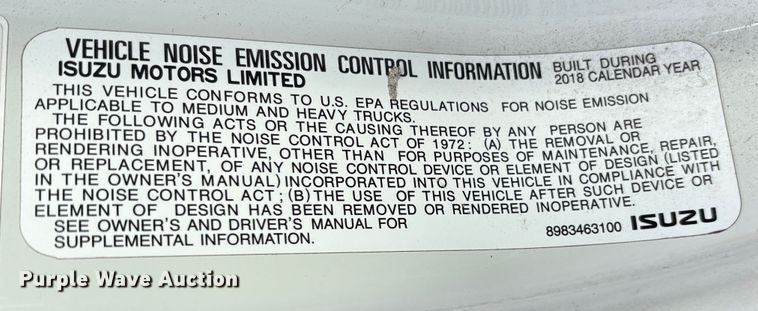 VEHICLE NOISE EMISSION CONTROL INFORMATION BUILT DURING
ISUZU MOTORS LIMITED 2018 CALENDAR YEAR
THIS VEHICLE CONFORMS TO U.S. EPA REGULATIONS FOR NOISE EMISSION
APPLICABLE TO MEDIUM AND HEAVY TRUCKS.
THE FOLLOWING ACTS OR THE CAUSING THEREOF BY ANY PERSON ARE
PROHIBITED BY THE NOISE CONTROL ACT OF 1972: (A) THE REMOVAL OR
RENDERING INOPERATIVE, OTHER THAN FOR PURPOSES OF MAINTENANCE, REPAIR,
OR REPLACEMENT, OF ANY NOISE CONTROL DEVICE OR ELEMENT OF DESIGN (LISTED
IN THE OWNER'S MANUAL) INCORPORATED INTO THIS VEHICLE IN COMPLIANCE WITH
THE NOISE CONTROL ACT; (B) THE USE OF THIS VEHICLE AFTER SUCH DEVICE OR
ELEMENT OF DESIGN HAS BEEN REMOVED OR RENDERED INOPERATIVE.
SEE OWNER'S AND DRIVER'S MANUAL FOR
SUPPLEMENTAL INFORMATION. 8983463100 ISUZU
Purple Wave Auction